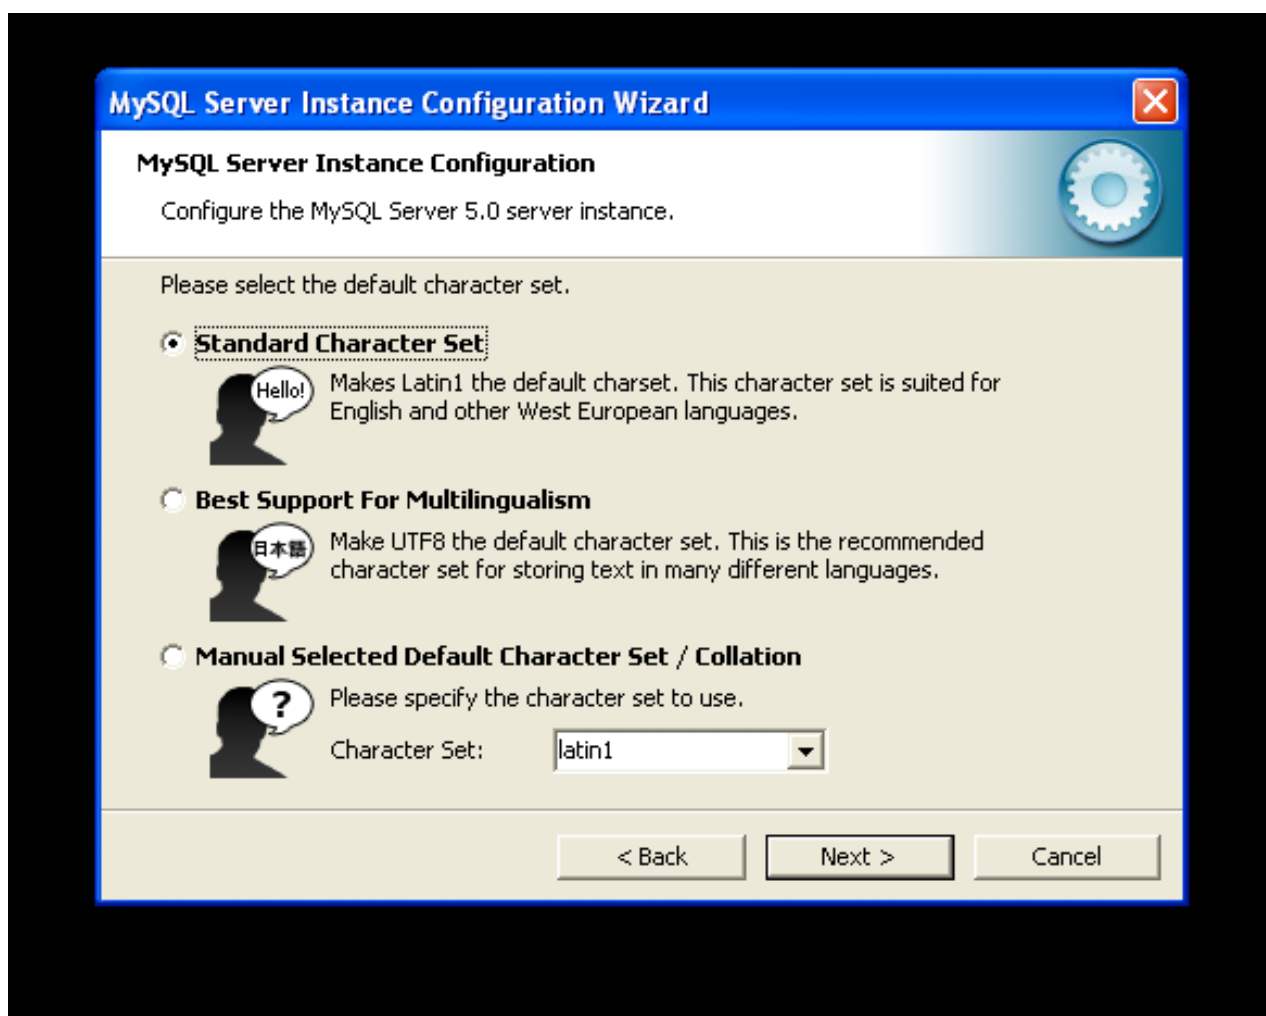 MySQL Server Instance Configuration Wizard
MySQL Server Instance Configuration
Configure the MySQL Server 5.0 server instance.
Please select the default character set.
Standard Character Set
Hello!
Makes Latin1 the default charset. This character set is suited for
English and other West European languages.
Best Support For Multilingualism
日本語
Make UTF8 the default character set. This is the recommended
character set for storing text in many different languages.
Manual Selected Default Character Set / Collation
?
Please specify the character set to use.
Character Set: latin1
< Back Next > Cancel